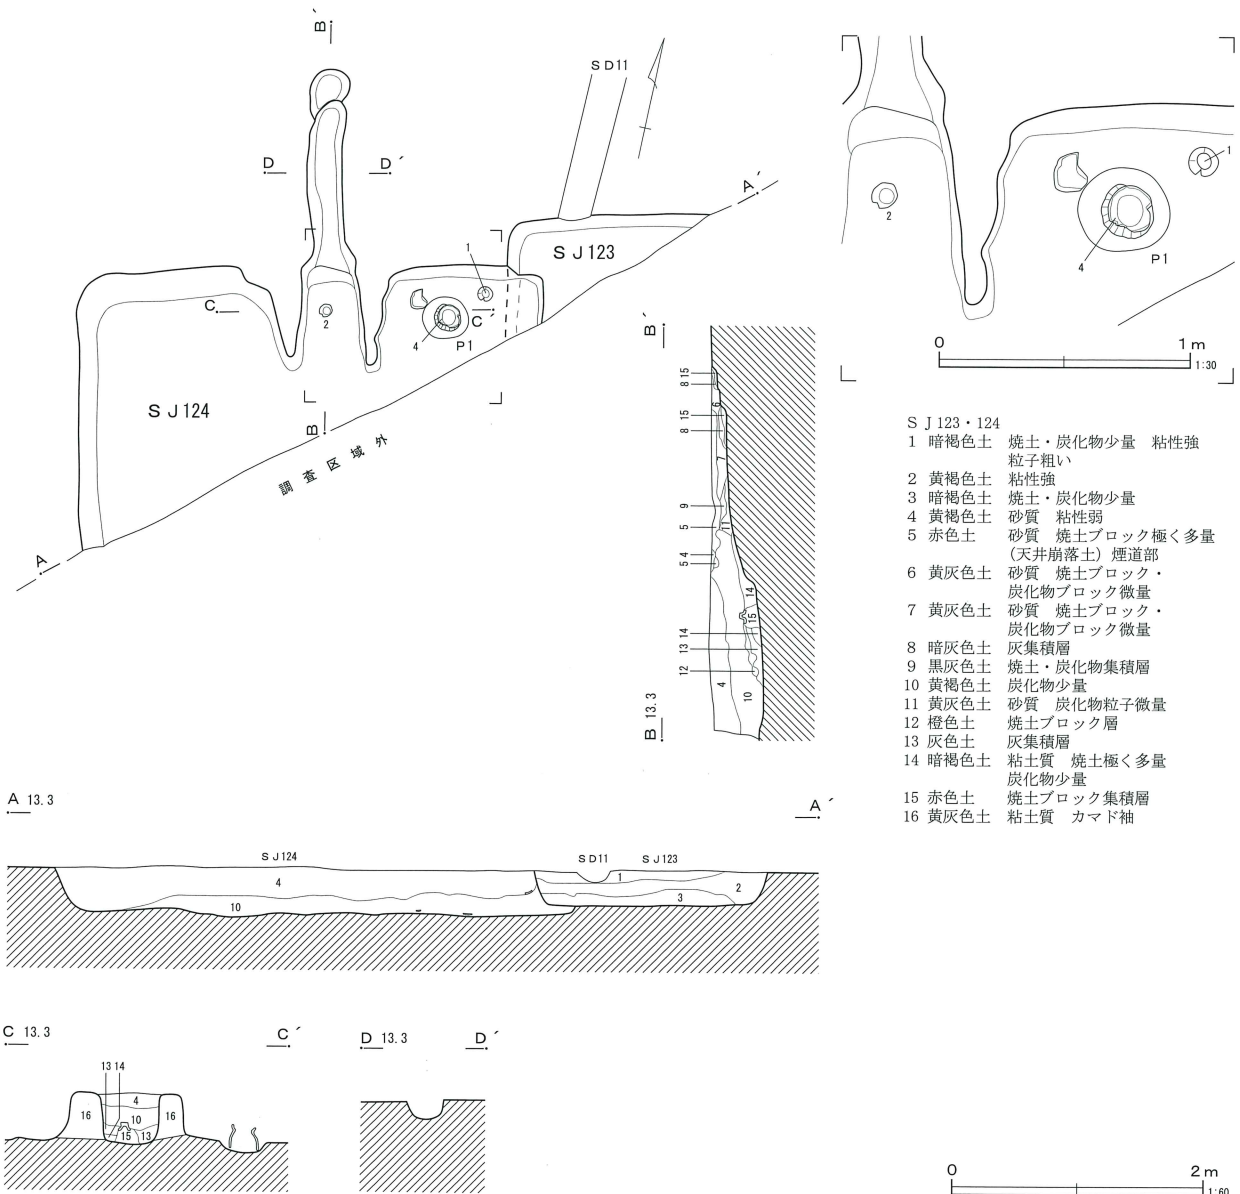 B´
SD11
D
D´
A´
1
SJ123
C
2
C´
4
P1
SJ124
B
調査区域外
A
1
2
4
P1
0 1m
1:30
B´
15
8
6
15
8
7
9
11
5
4
5
14
15
14
13
12
4
10
B 13.3
SJ123・124
1 暗褐色土 焼土・炭化物少量 粘性強
粒子粗い
2 黄褐色土 粘性強
3 暗褐色土 焼土・炭化物少量
4 黄褐色土 砂質 粘性弱
5 赤色土 砂質 焼土ブロック極く多量
(天井崩落土)煙道部
6 黄灰色土 砂質 焼土ブロック・
炭化物ブロック微量
7 黄灰色土 砂質 焼土ブロック・
炭化物ブロック微量
8 暗灰色土 灰集積層
9 黒灰色土 焼土・炭化物集積層
10 黄褐色土 炭化物少量
11 黄灰色土 砂質 炭化物粒子微量
12 橙色土 焼土ブロック層
13 灰色土 灰集積層
14 暗褐色土 粘土質 焼土極く多量
炭化物少量
15 赤色土 焼土ブロック集積層
16 黄灰色土 粘土質 カマド袖
A 13.3
A´
SJ124
SD11
SJ123
4
1
2
10
3
C 13.3
C´
13 14
4
16
10
16
15
13
D 13.3
D´
0 2m
1:60